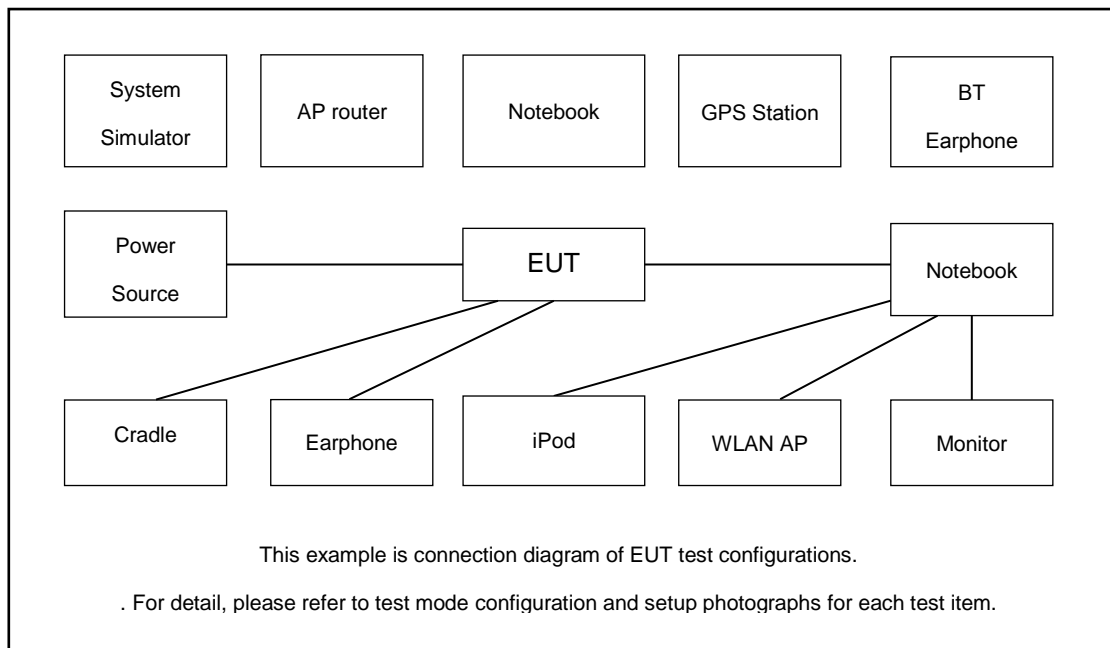 System
Simulator
AP router
Notebook
GPS Station
BT
Earphone
Power
Source
EUT
Notebook
Cradle
Earphone
iPod
WLAN AP
Monitor
This example is connection diagram of EUT test configurations.
. For detail, please refer to test mode configuration and setup photographs for each test item.